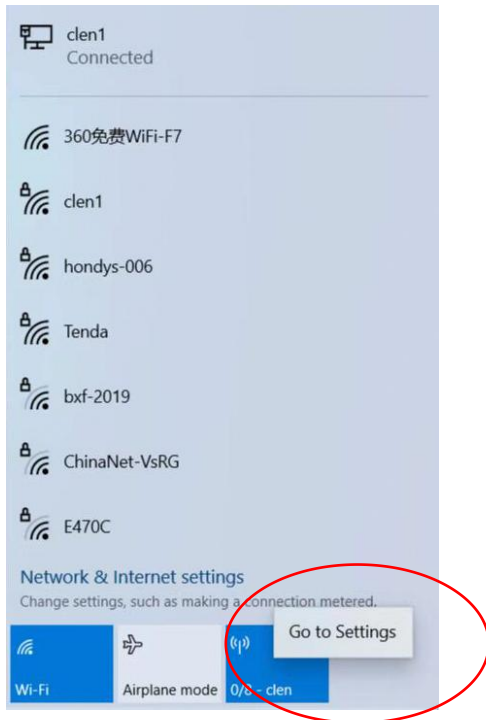 clen1
Connected
360免费WiFi-F7
clen1
hondys-006
Tenda
bxf-2019
ChinaNet-VsRG
E470C
Network & Internet settings
Change settings, such as making a connection metered.
Go to Settings
Wi-Fi
Airplane mode
0/8 - clen